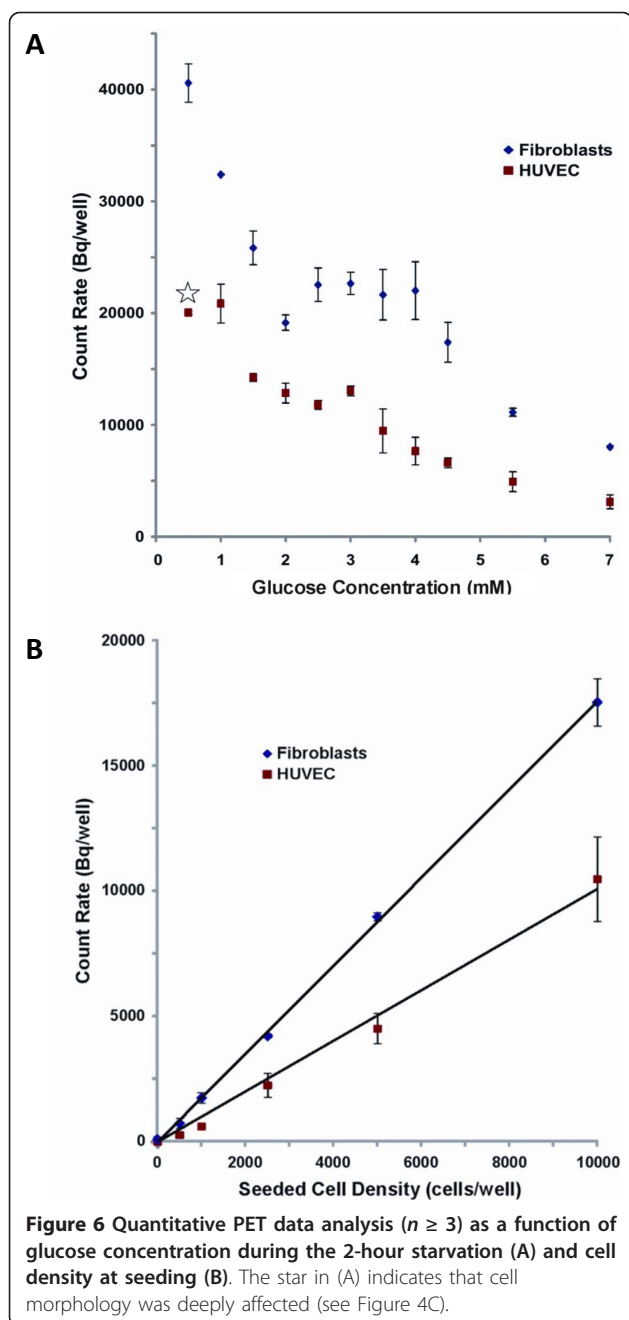 A
40000
30000
20000
10000
0
Count Rate (Bq/well)
Fibroblasts
HUVEC
0 1 2 3 4 5 6 7
Glucose Concentration (mM)
B
20000
15000
10000
5000
0
Count Rate (Bq/well)
Fibroblasts
HUVEC
0 2000 4000 6000 8000 10000
Seeded Cell Density (cells/well)
Figure 6 Quantitative PET data analysis (n ≥ 3) as a function of
glucose concentration during the 2-hour starvation (A) and cell
density at seeding (B). The star in (A) indicates that cell
morphology was deeply affected (see Figure 4C).